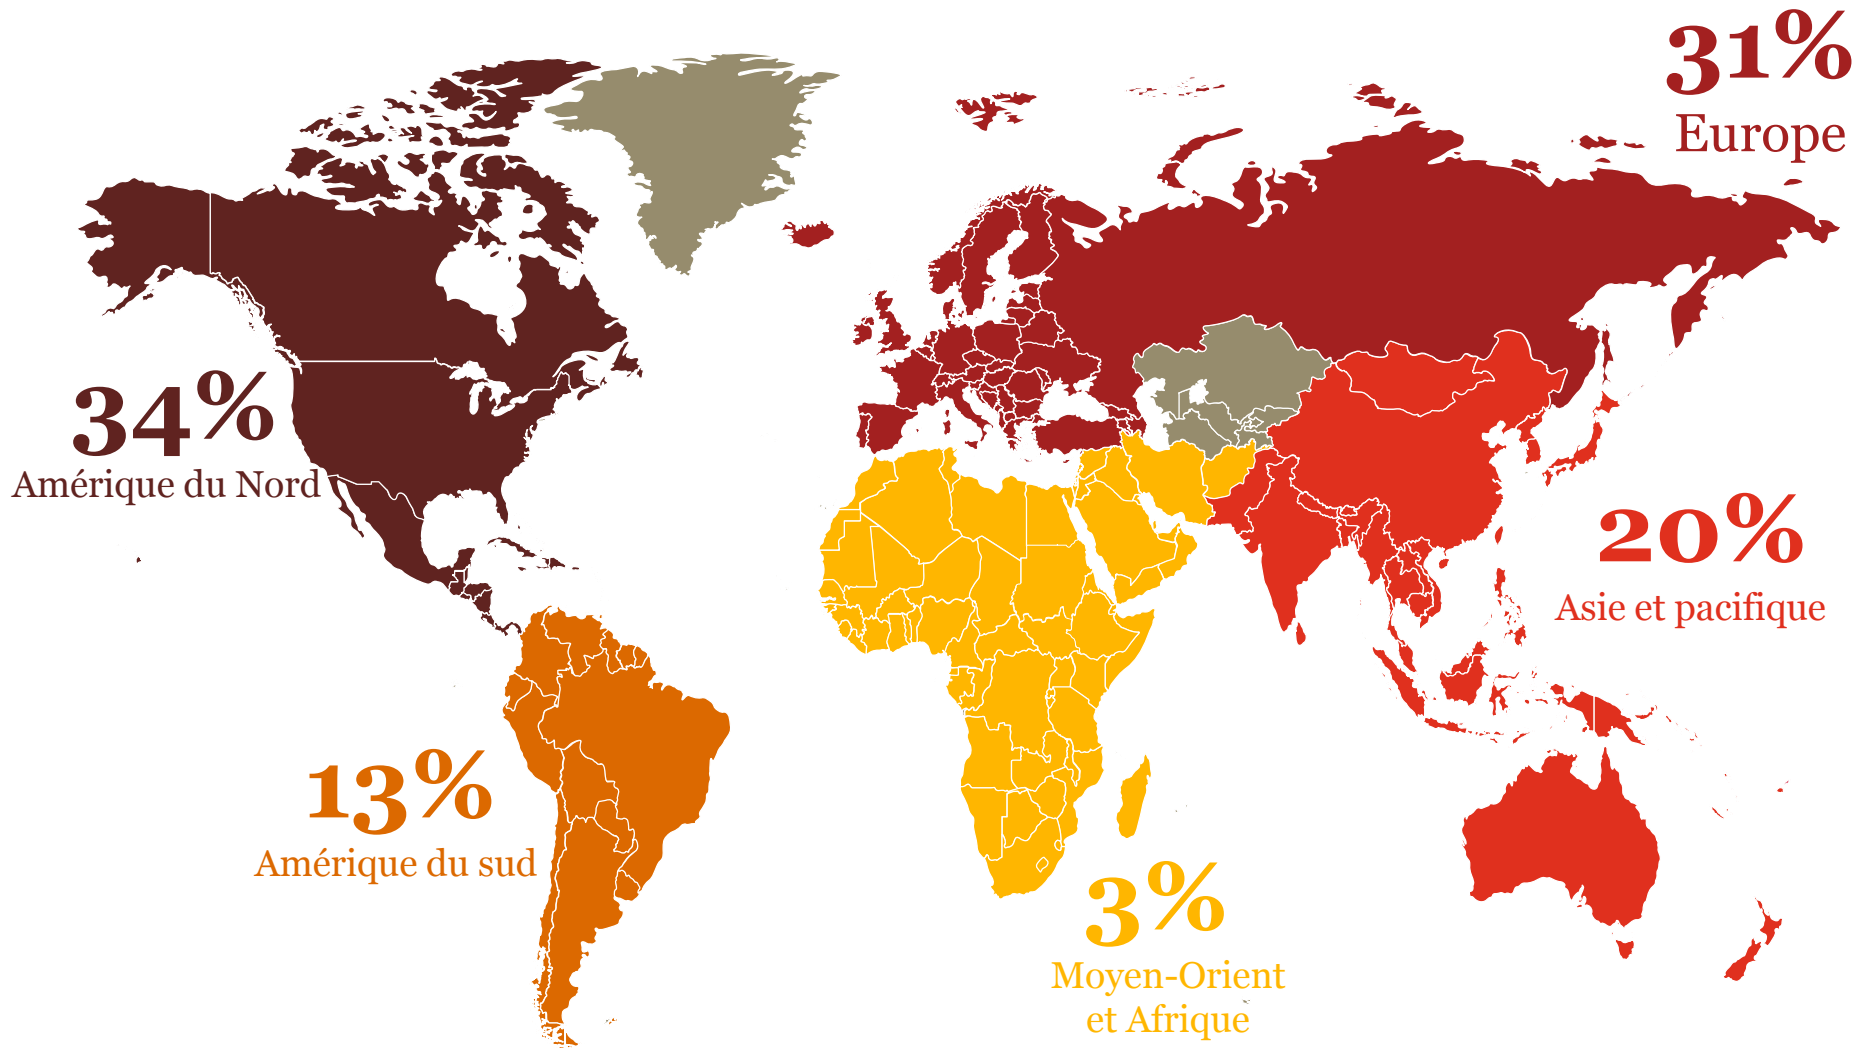 31%
Europe
34%
Amérique du Nord
20%
Asie et pacifique
13%
Amérique du sud
3%
Moyen-Orient
et Afrique